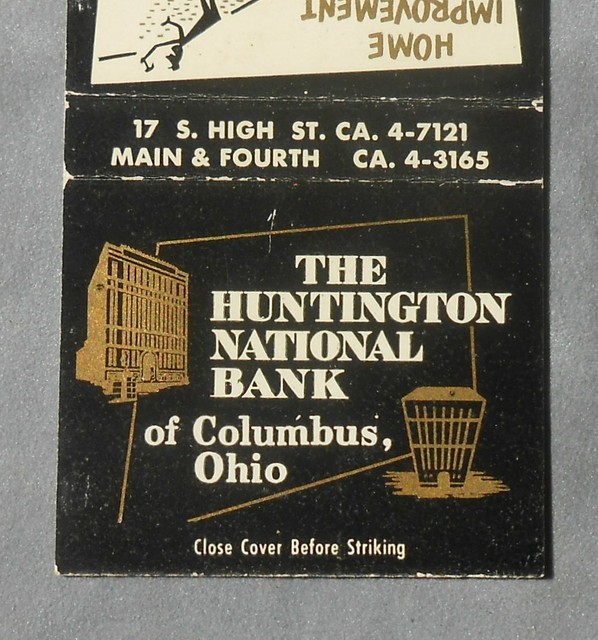 HOME
IMPROVEMENT
17 S. HIGH ST. CA. 4-7121
MAIN & FOURTH CA. 4-3165
THE
HUNTINGTON
NATIONAL
BANK
of Columbus,
Ohio
Close Cover Before Striking